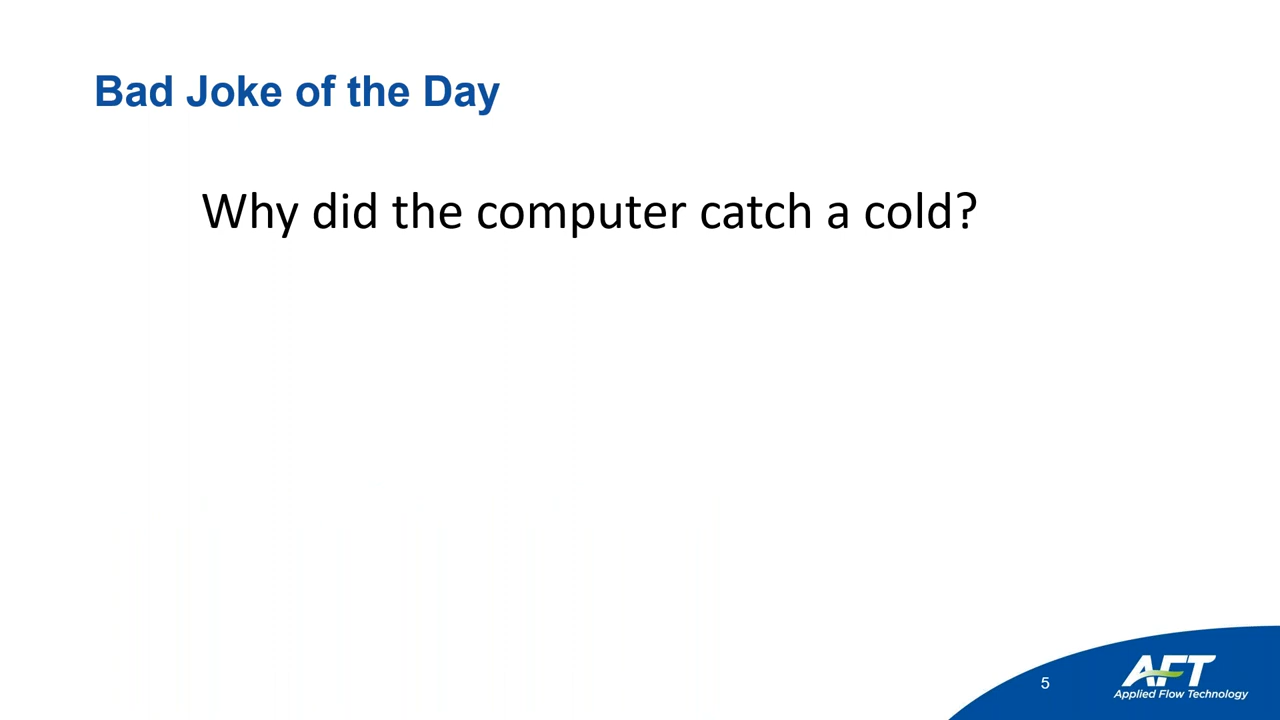 Bad Joke of the Day
Why did the computer catch a cold?
5
AFT
Applied Flow Technology